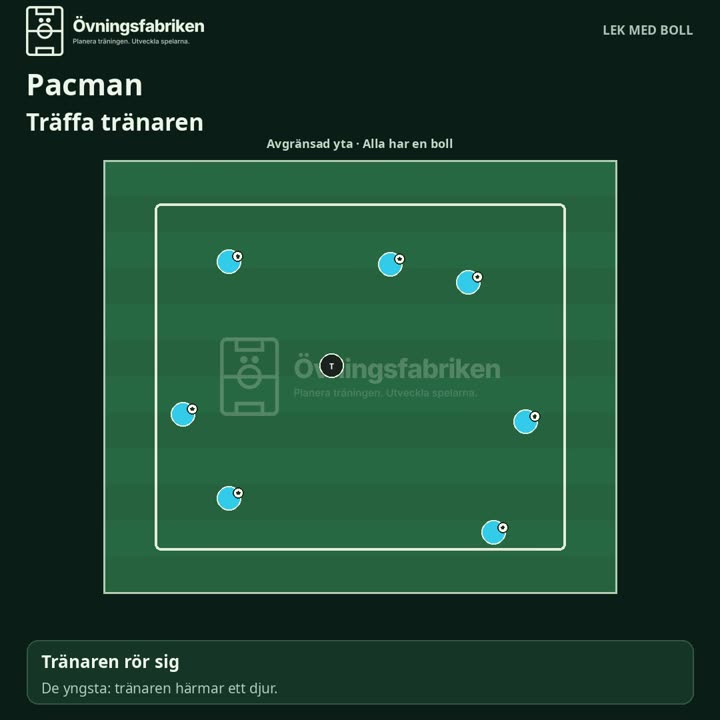 Övningsfabriken
Planera träningen. Utveckla spelarna.
LEK MED BOLL
Pacman
Träffa tränaren
Avgränsad yta · Alla har en boll
T
Övningsfabriken
Planera träningen. Utveckla spelarna.
Tränaren rör sig
De yngsta: tränaren härmar ett djur.